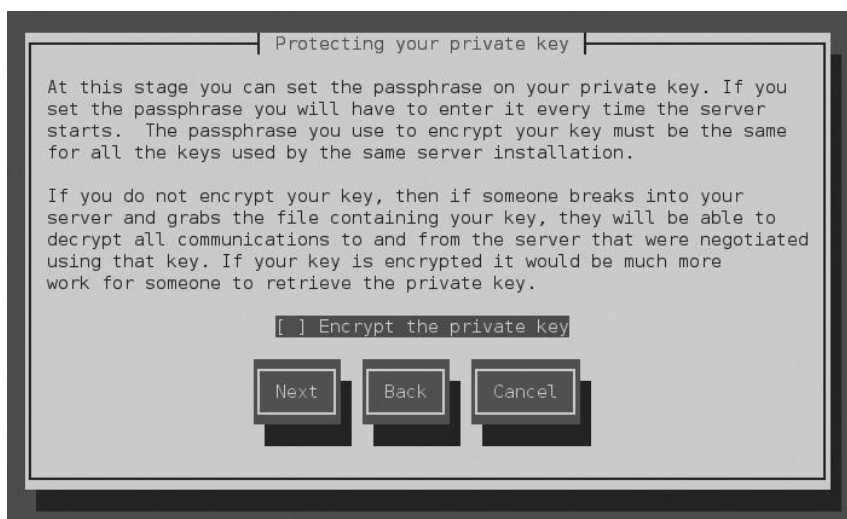 Protecting your private key
At this stage you can set the passphrase on your private key. If you
set the passphrase you will have to enter it every time the server
starts.  The passphrase you use to encrypt your key must be the same
for all the keys used by the same server installation.
If you do not encrypt your key, then if someone breaks into your
server and grabs the file containing your key, they will be able to
decrypt all communications to and from the server that were negotiated
using that key. If your key is encrypted it would be much more
work for someone to retrieve the private key.
[ ] Encrypt the private key
Next Back Cancel